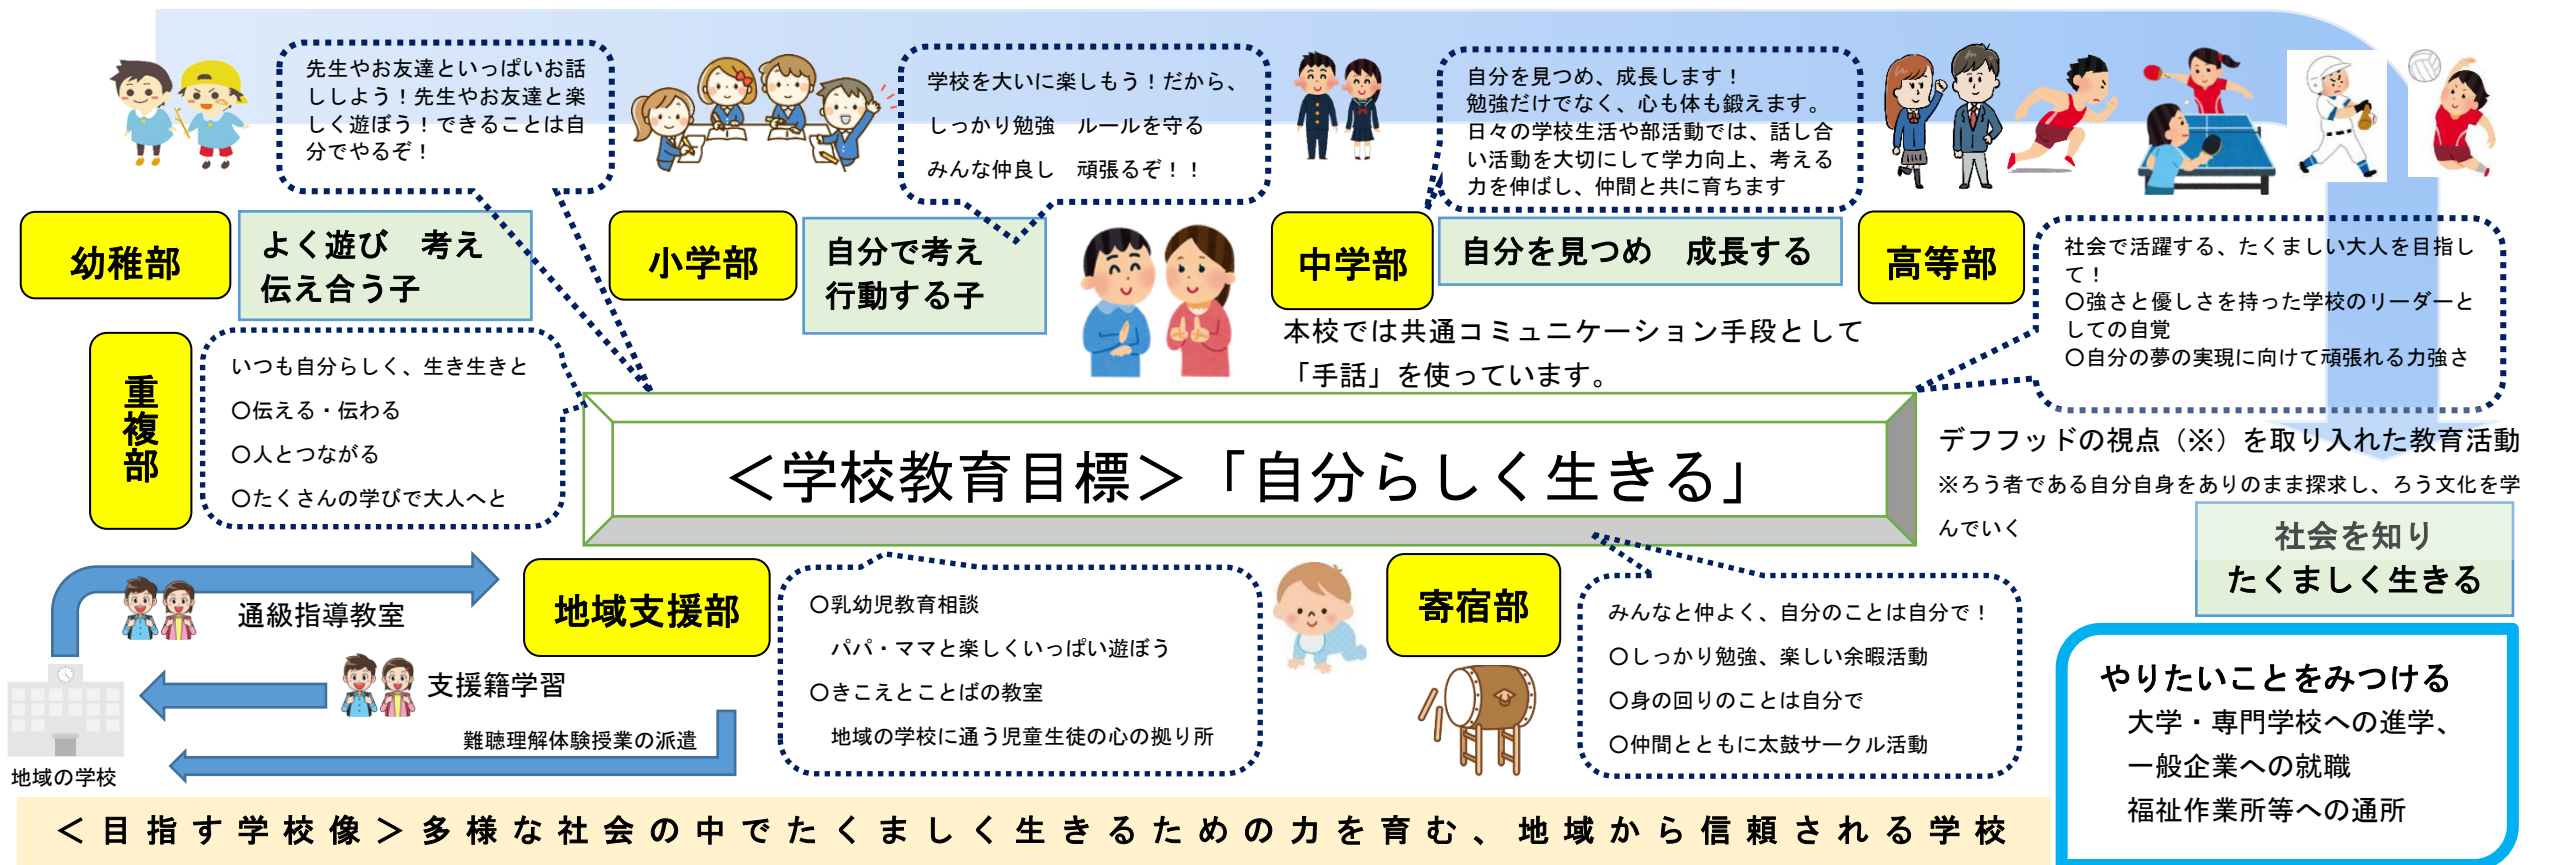 先生やお友達といっぱいお話
ししよう！先生やお友達と楽
しく遊ぼう！できることは自
分でやるぞ！
学校を大いに楽しもう！だから、
しっかり勉強　ルールを守る
みんな仲良し　頑張るぞ！！
自分を見つめ、成長します！
勉強だけでなく、心も体も鍛えます。
日々の学校生活や部活動では、話し合
い活動を大切にして学力向上、考える
力を伸ばし、仲間と共に育ちます
幼稚部
よく遊び　考え
伝え合う子
小学部
自分で考え
行動する子
中学部
自分を見つめ　成長する
高等部
社会で活躍する、たくましい大人を目指し
て！
〇強さと優しさを持った学校のリーダーと
しての自覚
〇自分の夢の実現に向けて頑張れる力強さ
本校では共通コミュニケーション手段として
「手話」を使っています。
重複部
いつも自分らしく、生き生きと
〇伝える・伝わる
〇人とつながる
〇たくさんの学びで大人へと
＜学校教育目標＞「自分らしく生きる」
デフフッドの視点（※）を取り入れた教育活動
※ろう者である自分自身をありのまま探求し、ろう文化を学
んでいく
社会を知り
たくましく生きる
通級指導教室
支援籍学習
難聴理解体験授業の派遣
地域の学校
地域支援部
〇乳幼児教育相談
パパ・ママと楽しくいっぱい遊ぼう
〇きこえとことばの教室
地域の学校に通う児童生徒の心の拠り所
寄宿部
みんなと仲よく、自分のことは自分で！
〇しっかり勉強、楽しい余暇活動
〇身の回りのことは自分で
〇仲間とともに太鼓サークル活動
やりたいことをみつける
大学・専門学校への進学、
一般企業への就職
福祉作業所等への通所
＜目指す学校像＞多様な社会の中でたくましく生きるための力を育む、地域から信頼される学校